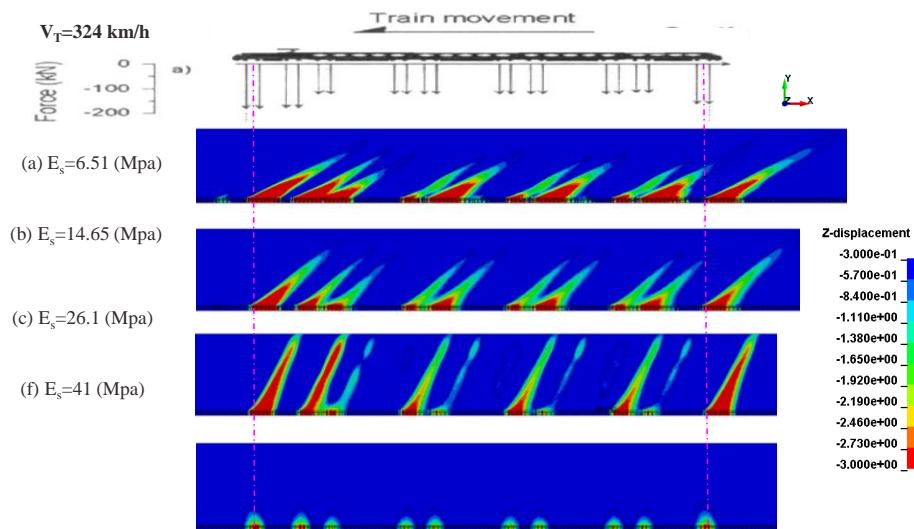 Train movement
V_T=324 km/h
Force (kN)
0
-100
-200
a)
Y
Z
X
(a) E_s=6.51 (Mpa)
(b) E_s=14.65 (Mpa)
(c) E_s=26.1 (Mpa)
(f) E_s=41 (Mpa)
Z-displacement
-3.000e-01
-5.700e-01
-8.400e-01
-1.110e+00
-1.380e+00
-1.650e+00
-1.920e+00
-2.190e+00
-2.460e+00
-2.730e+00
-3.000e+00